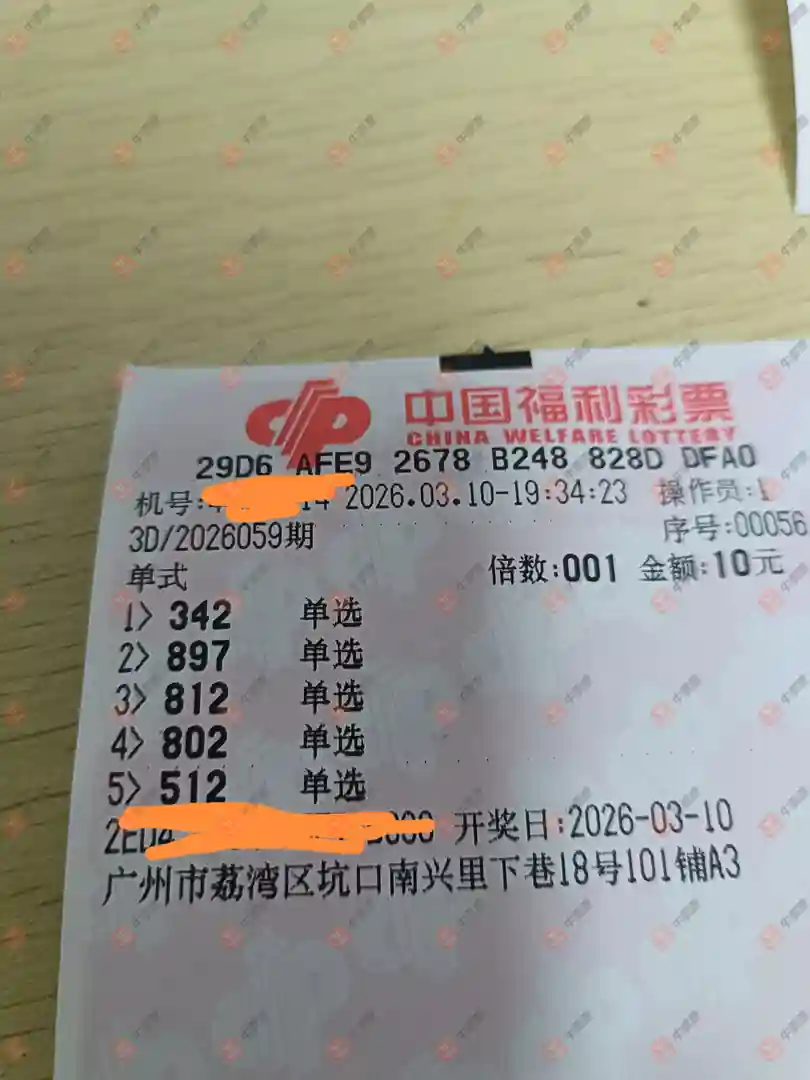 中国福利彩票
CHINA WELFARE LOTTERY
29D6 AFE9 2678 B248 828D DFA0
机号: 14 2026.03.10-19:34:23 操作员:1
3D/2026059期 序号:00056
单式 倍数:001 金额:10元
1> 342 单选
2> 897 单选
3> 812 单选
4> 802 单选
5> 512 单选
开奖日:2026-03-10
广州市荔湾区坑口南兴里下巷18号101铺A3